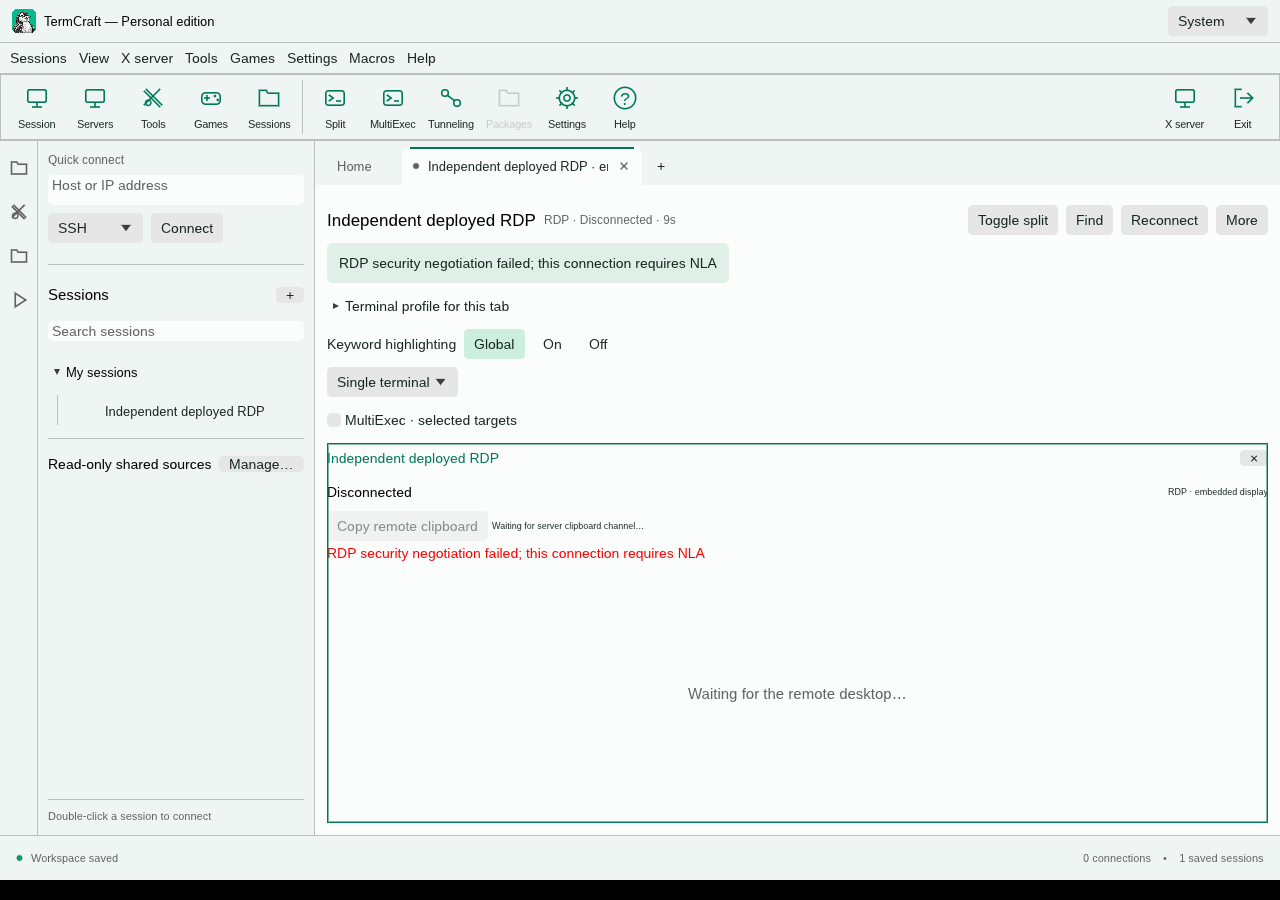 TermCraft — Personal edition
System
Sessions View X server Tools Games Settings Macros Help
Session Servers Tools Games Sessions Split MultiExec Tunneling Packages Settings Help X server Exit
Quick connect
Host or IP address
SSH Connect
Sessions +
Search sessions
My sessions
Independent deployed RDP
Read-only shared sources Manage…
Double-click a session to connect
Home
Independent deployed RDP · e
+
Independent deployed RDP RDP · Disconnected · 9s
Toggle split Find Reconnect More
RDP security negotiation failed; this connection requires NLA
Terminal profile for this tab
Keyword highlighting Global On Off
Single terminal
MultiExec · selected targets
Independent deployed RDP
Disconnected
RDP · embedded display
Copy remote clipboard Waiting for server clipboard channel…
RDP security negotiation failed; this connection requires NLA
Waiting for the remote desktop…
Workspace saved
0 connections • 1 saved sessions